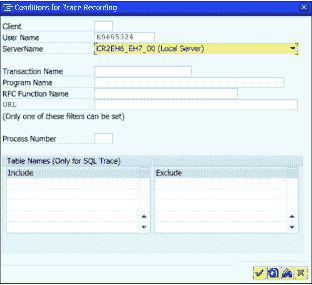 Conditions for Trace Recording
Client
User Name K9605324
ServerName CR2EH6_EH7_00 (Local Server)
Transaction Name
Program Name
RFC Function Name
URL
(Only one of these filters can be set)
Process Number
Table Names (Only for SQL Trace)
Include Exclude